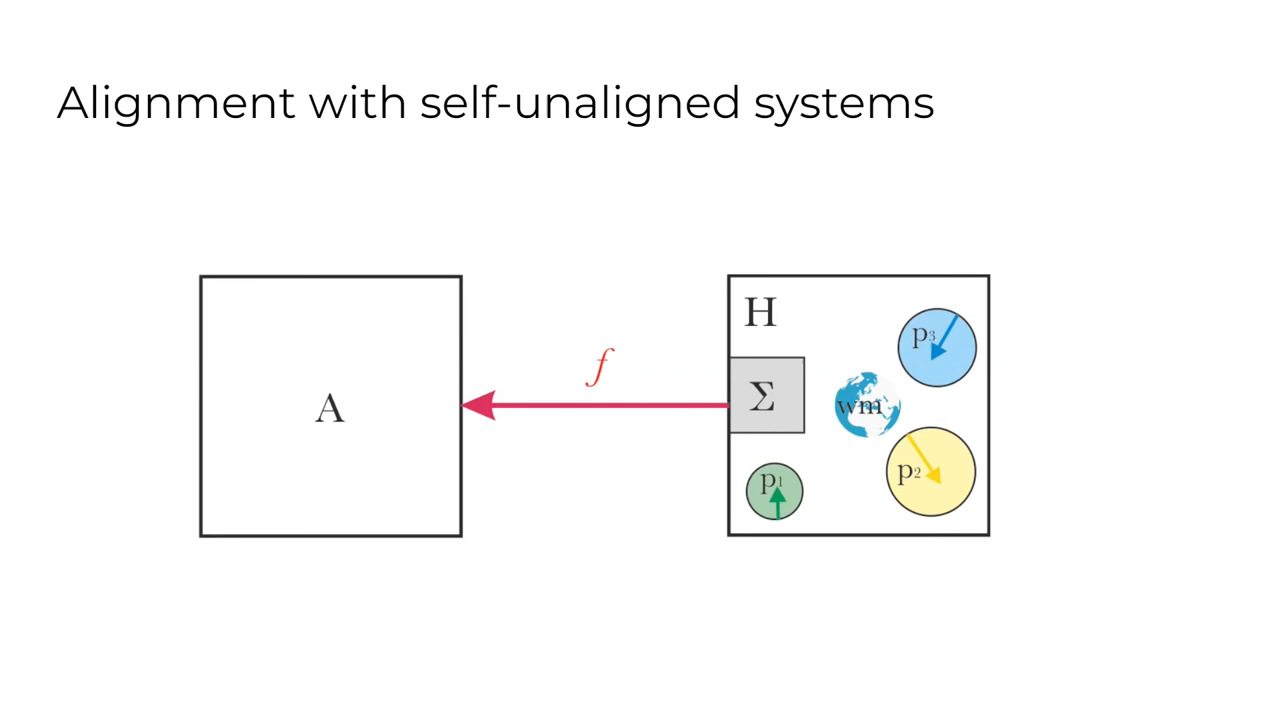 Alignment with self-unaligned systems
A
f
H
Σ
wm
p3
p2
p1